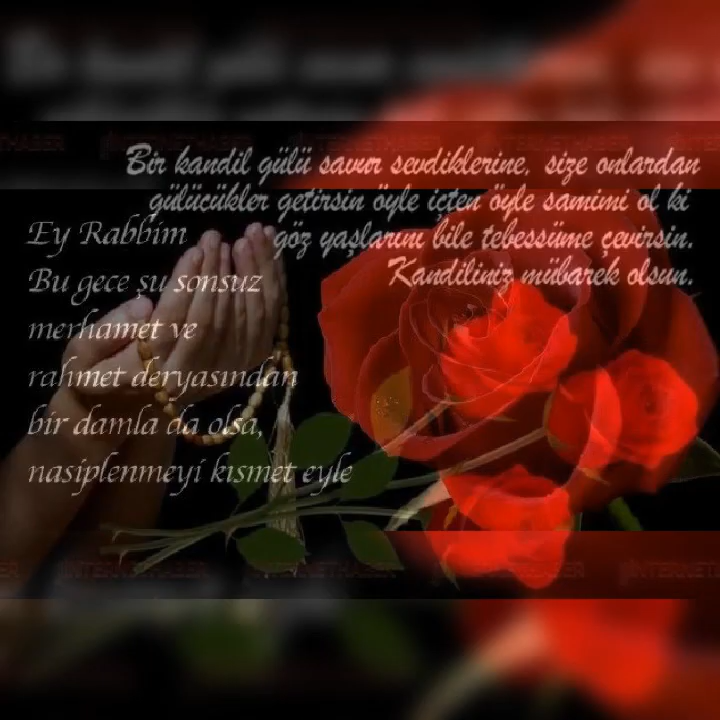 Bir kandil gülü savur sevdiklerine, size onlardan
gülücükler getirsin öyle içten öyle samimi ol ki
göz yaşlarını bile tebessüme çevirsin.
Kandiliniz mübarek olsun.
Ey Rabbim
Bu gece şu sonsuz
merhamet ve
rahmet deryasından
bir damla da olsa,
nasiplenmeyi kısmet eyle
INTERNETHABER